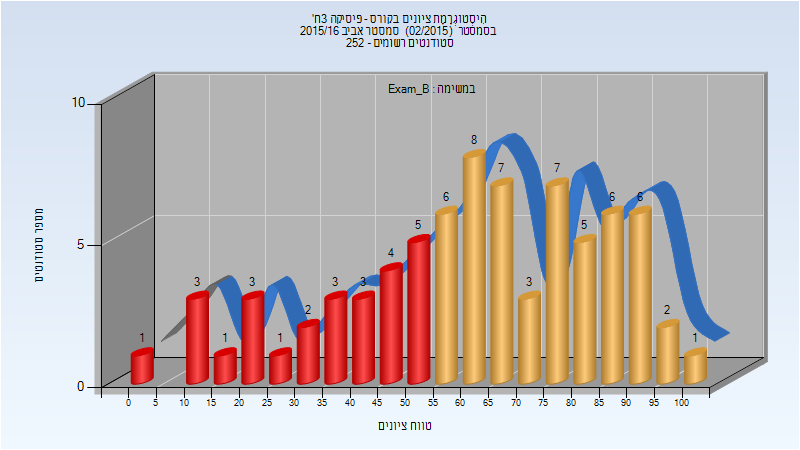 היסטוגרמת ציונים בקורס - פיסיקה 3ח'
בסמסטר (02/2015) סמסטר אביב 2015/16
סטודנטים רשומים - 252
במשימה : Exam_B
מספר סטודנטים
10
5
0
1 3 1 3 1 2 3 3 4 5 6 8 7 3 7 5 6 6 2 1
0 5 10 15 20 25 30 35 40 45 50 55 60 65 70 75 80 85 90 95 100
טווח ציונים